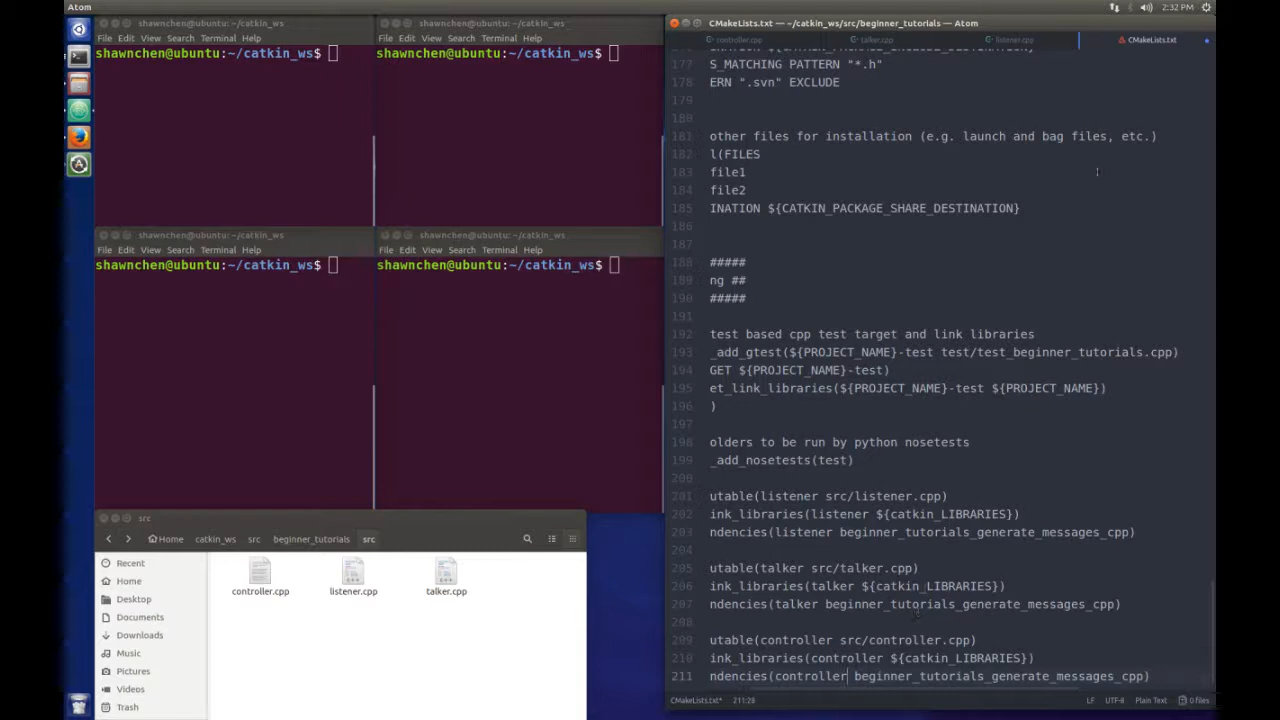 Atom
2:32 PM
shawnchen@ubuntu: ~/catkin_ws
File Edit View Search Terminal Help
shawnchen@ubuntu:~/catkin_ws$
shawnchen@ubuntu: ~/catkin_ws
File Edit View Search Terminal Help
shawnchen@ubuntu:~/catkin_ws$
shawnchen@ubuntu: ~/catkin_ws
File Edit View Search Terminal Help
shawnchen@ubuntu:~/catkin_ws$
shawnchen@ubuntu: ~/catkin_ws
File Edit View Search Terminal Help
shawnchen@ubuntu:~/catkin_ws$
src
Home catkin_ws src beginner_tutorials src
Recent
Home
Desktop
Documents
Downloads
Music
Pictures
Videos
Trash
controller.cpp listener.cpp talker.cpp
CMakeLists.txt — ~/catkin_ws/src/beginner_tutorials — Atom
controller.cpp talker.cpp listener.cpp CMakeLists.txt
INATION ${CATKIN_PACKAGE_INCLUDE_DESTINATION}
177 S_MATCHING PATTERN "*.h"
178 ERN ".svn" EXCLUDE
179
180
181 other files for installation (e.g. launch and bag files, etc.)
182 l(FILES
183 file1
184 file2
185 INATION ${CATKIN_PACKAGE_SHARE_DESTINATION}
186
187
188 #####
189 ng ##
190 #####
191
192 test based cpp test target and link libraries
193 _add_gtest(${PROJECT_NAME}-test test/test_beginner_tutorials.cpp)
194 GET ${PROJECT_NAME}-test)
195 et_link_libraries(${PROJECT_NAME}-test ${PROJECT_NAME})
196 )
197
198 olders to be run by python nosetests
199 _add_nosetests(test)
200
201 utable(listener src/listener.cpp)
202 ink_libraries(listener ${catkin_LIBRARIES})
203 ndencies(listener beginner_tutorials_generate_messages_cpp)
204
205 utable(talker src/talker.cpp)
206 ink_libraries(talker ${catkin_LIBRARIES})
207 ndencies(talker beginner_tutorials_generate_messages_cpp)
208
209 utable(controller src/controller.cpp)
210 ink_libraries(controller ${catkin_LIBRARIES})
211 ndencies(controller beginner_tutorials_generate_messages_cpp)
CMakeLists.txt* 211:28 LF UTF-8 Plain Text 0 files